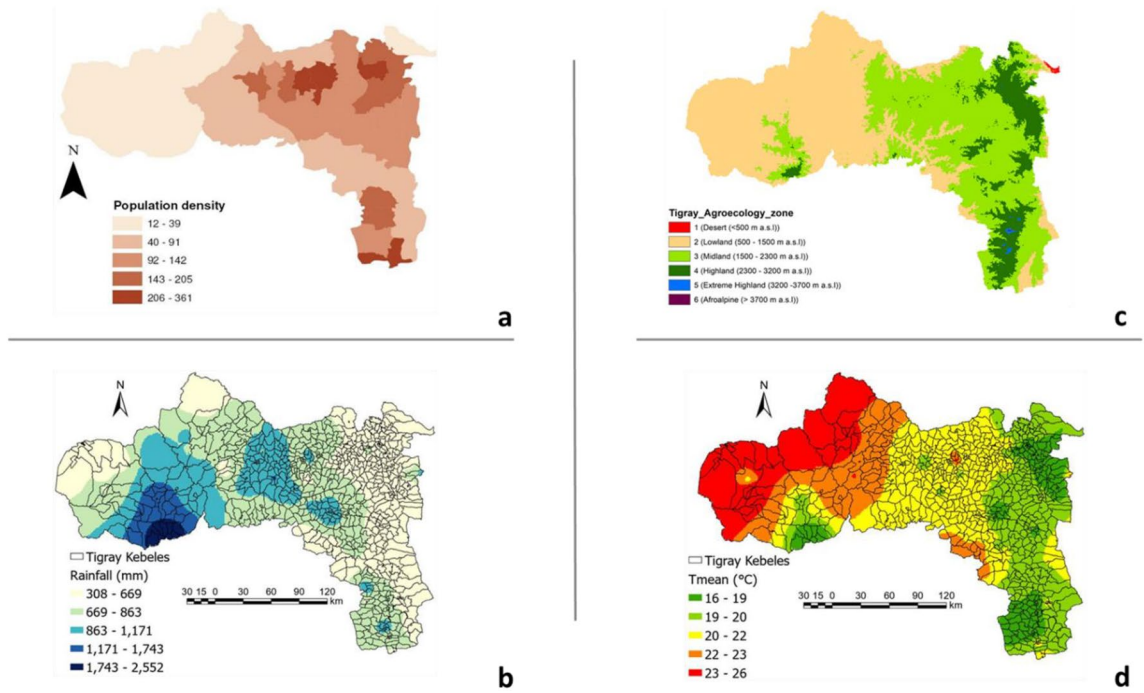 N
Population density
12 - 39
40 - 91
92 - 142
143 - 205
206 - 361
a
Tigray_Agroecology_zone
1 (Desert (<500 m a.s.l))
2 (Lowland (500 - 1500 m a.s.l))
3 (Midland (1500 - 2300 m a.s.l))
4 (Highland (2300 - 3200 m a.s.l))
5 (Extreme Highland (3200 -3700 m a.s.l))
6 (Afroalpine (> 3700 m a.s.l))
c
N
Tigray Kebeles
Rainfall (mm)
308 - 669
669 - 863
863 - 1,171
1,171 - 1,743
1,743 - 2,552
30 15 0 30 60 90 120
km
b
N
Tigray Kebeles
Tmean (°C)
16 - 19
19 - 20
20 - 22
22 - 23
23 - 26
30 15 0 30 60 90 120
km
d